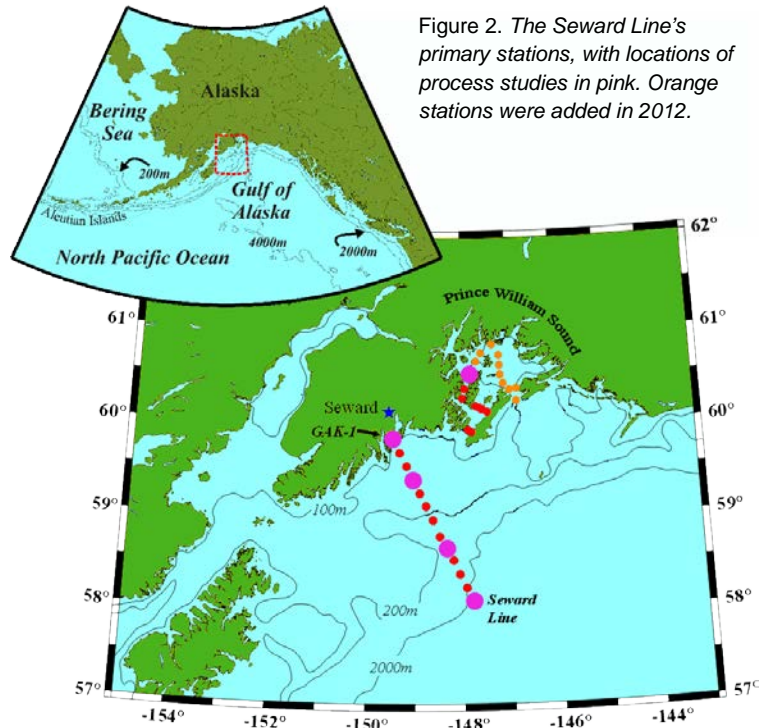 Figure 2. The Seward Line's
primary stations, with locations of
process studies in pink. Orange
stations were added in 2012.
Alaska
Bering
Sea
200m
Gulf of
Alaska
Aleutian Islands
4000m
2000m
North Pacific Ocean
62°
61°
61°
Prince William Sound
60°
60°
Seward
GAK-1
59°
59°
100m
58°
58°
Seward
Line
200m
2000m
57°
57°
-154°
-152°
-150°
-148°
-146°
-144°